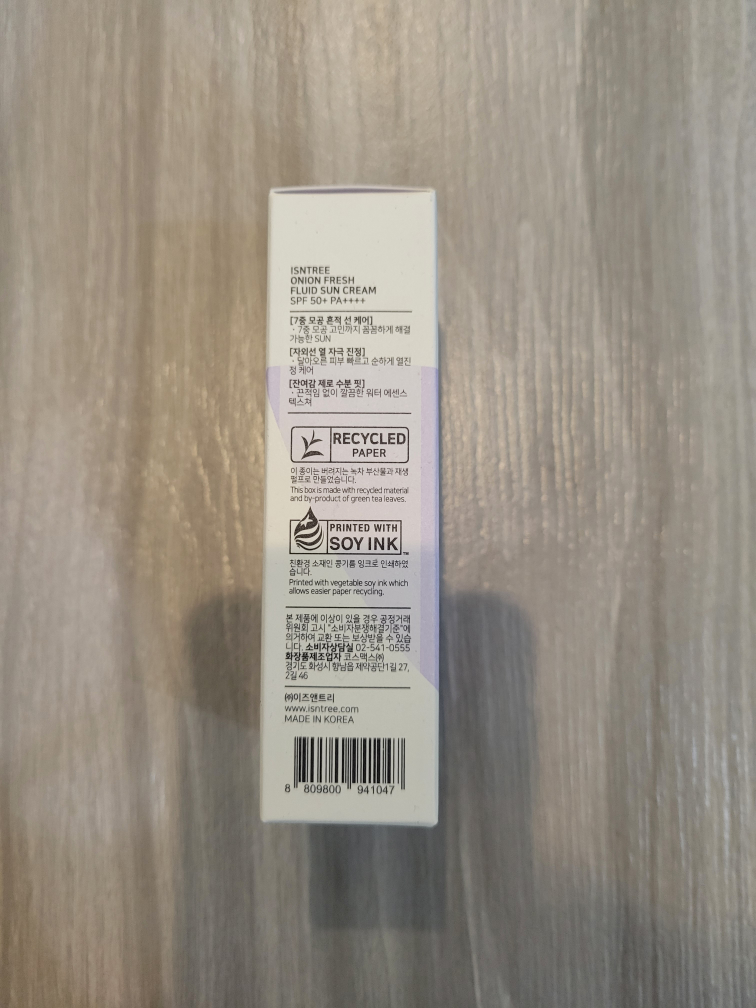 ISNTREE
ONION FRESH
FLUID SUN CREAM
SPF 50+ PA++++
[7중 모공 흔적 선 케어]
· 7중 모공 고민까지 꼼꼼하게 해결
가능한 SUN
[자외선 열 자극 진정]
· 달아오른 피부 빠르고 순하게 열진
정 케어
[잔여감 제로 수분 핏]
· 끈적임 없이 깔끔한 워터 에센스
텍스쳐
RECYCLED
PAPER
이 종이는 버려지는 녹차 부산물과 재생
펄프로 만들었습니다.
This box is made with recycled material
and by-product of green tea leaves.
PRINTED WITH
SOY INK™
친환경 소재인 콩기름 잉크로 인쇄하였
습니다.
Printed with vegetable soy ink which
allows easier paper recycling.
본 제품에 이상이 있을 경우 공정거래
위원회 고시 "소비자분쟁해결기준"에
의거하여 교환 또는 보상받을 수 있습
니다. 소비자상담실 02-541-0555
화장품제조업자 코스맥스㈜
경기도 화성시 향남읍 제약공단1길 27,
2길 46
㈜이즈앤트리
www.isntree.com
MADE IN KOREA
8 809800 941047